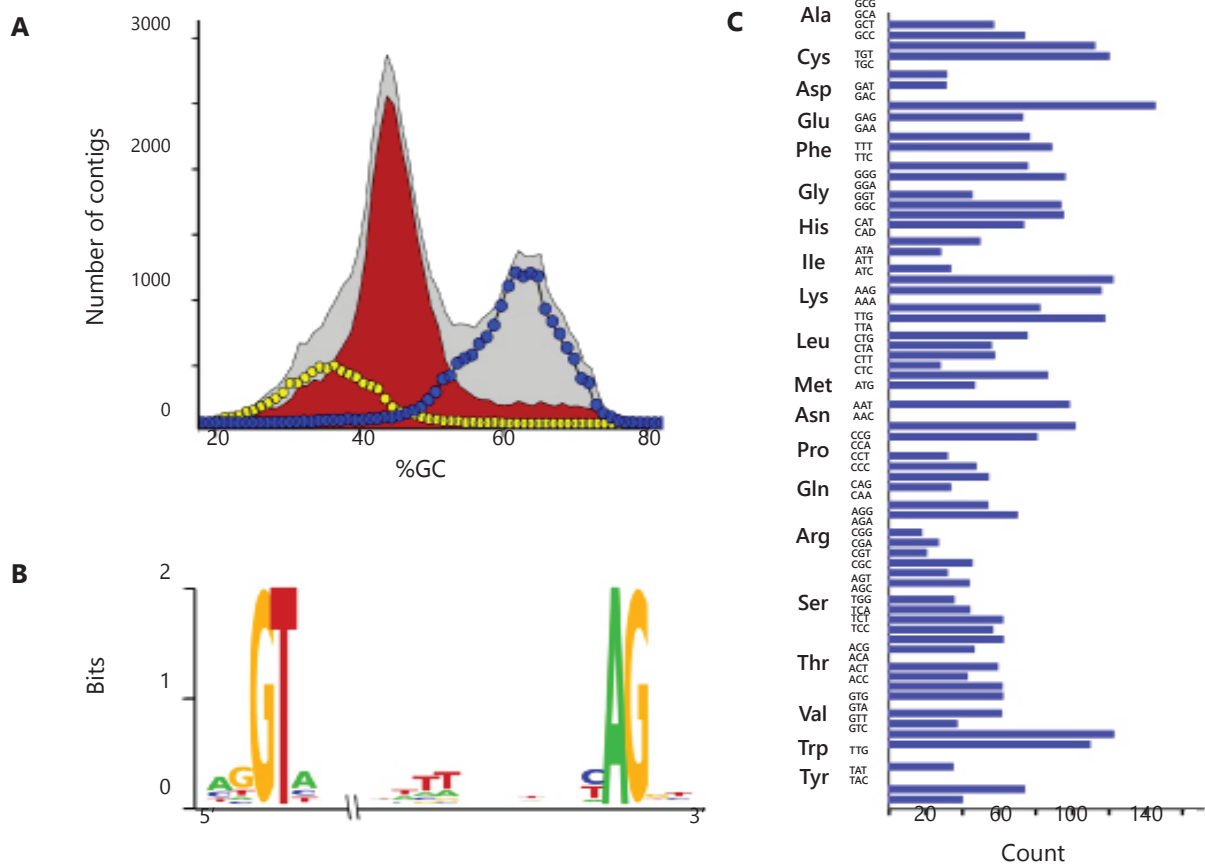 A
3000
2000
1000
0
Number of contigs
20 40 60 80
%GC
B
2
1
0
Bits
A G G T A
T T
C T A G
5' 3'
C
Ala
GCG
GCA
GCT
GCC
Cys
TGT
TGC
Asp
GAT
GAC
Glu
GAG
GAA
Phe
TTT
TTC
Gly
GGG
GGA
GGT
GGC
His
CAT
CAD
Ile
ATA
ATT
ATC
Lys
AAG
AAA
Leu
TTG
TTA
CTG
CTA
CTT
CTC
Met
ATG
Asn
AAT
AAC
Pro
CCG
CCA
CCT
CCC
Gln
CAG
CAA
Arg
AGG
AGA
CGG
CGA
CGT
CGC
Ser
AGT
AGC
TGG
TCA
TCT
TCC
Thr
ACG
ACA
ACT
ACC
Val
GTG
GTA
GTT
GTC
Trp
TTG
Tyr
TAT
TAC
20 60 100 140
Count